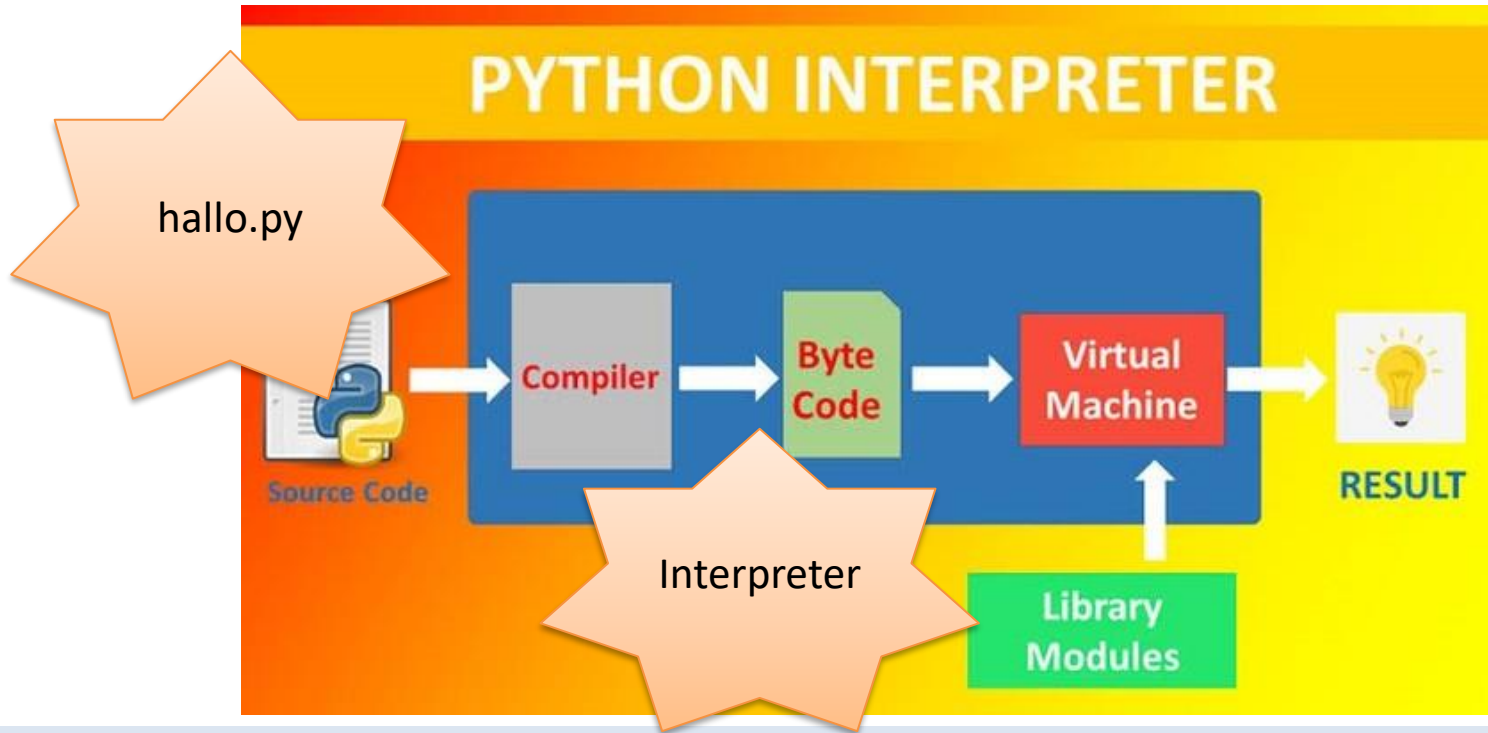 PYTHON INTERPRETER
hallo.py
Source Code
Compiler
Byte
Code
Virtual
Machine
RESULT
Interpreter
Library
Modules